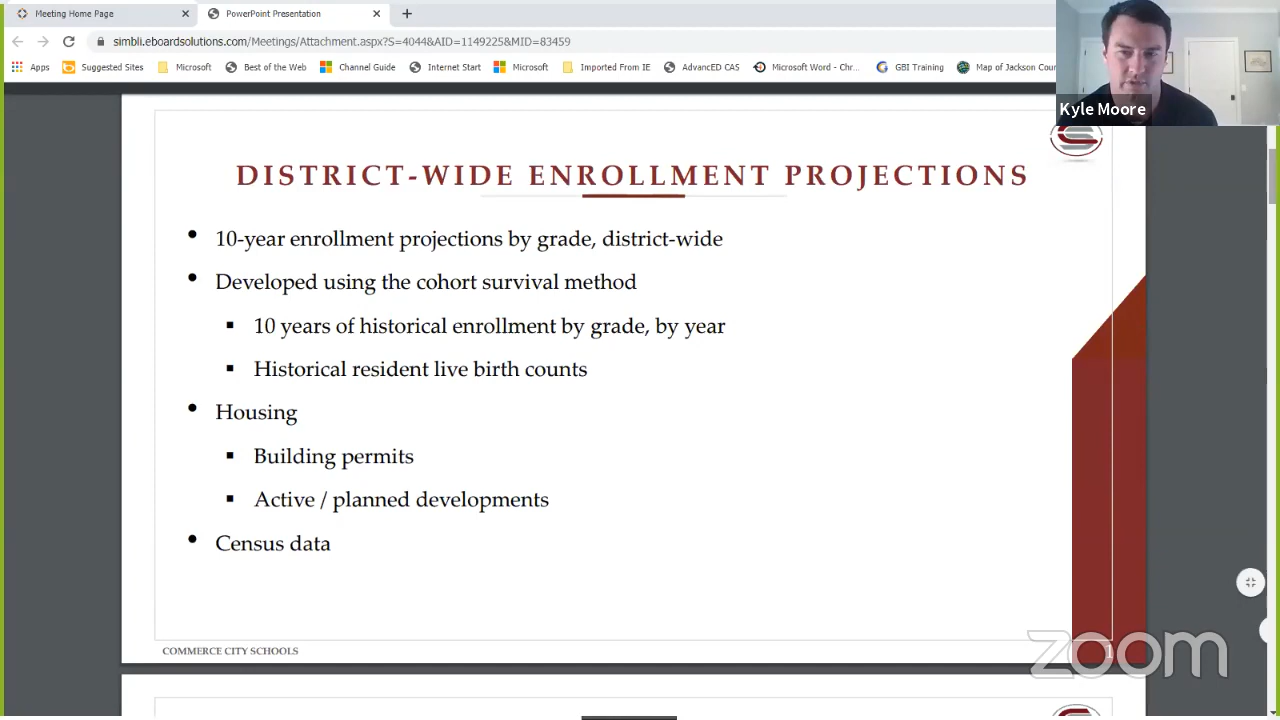 Meeting Home Page
PowerPoint Presentation
simbli.eboardsolutions.com/Meetings/Attachment.aspx?S=4044&AID=1149225&MID=83459
Apps Suggested Sites Microsoft Best of the Web Channel Guide Internet Start Microsoft Imported From IE AdvancED CAS Microsoft Word - Chr... GBI Training Map of Jackson Cour
Kyle Moore
DISTRICT-WIDE ENROLLMENT PROJECTIONS
• 10-year enrollment projections by grade, district-wide
• Developed using the cohort survival method
▪ 10 years of historical enrollment by grade, by year
▪ Historical resident live birth counts
• Housing
▪ Building permits
▪ Active / planned developments
• Census data
COMMERCE CITY SCHOOLS
1
zoom